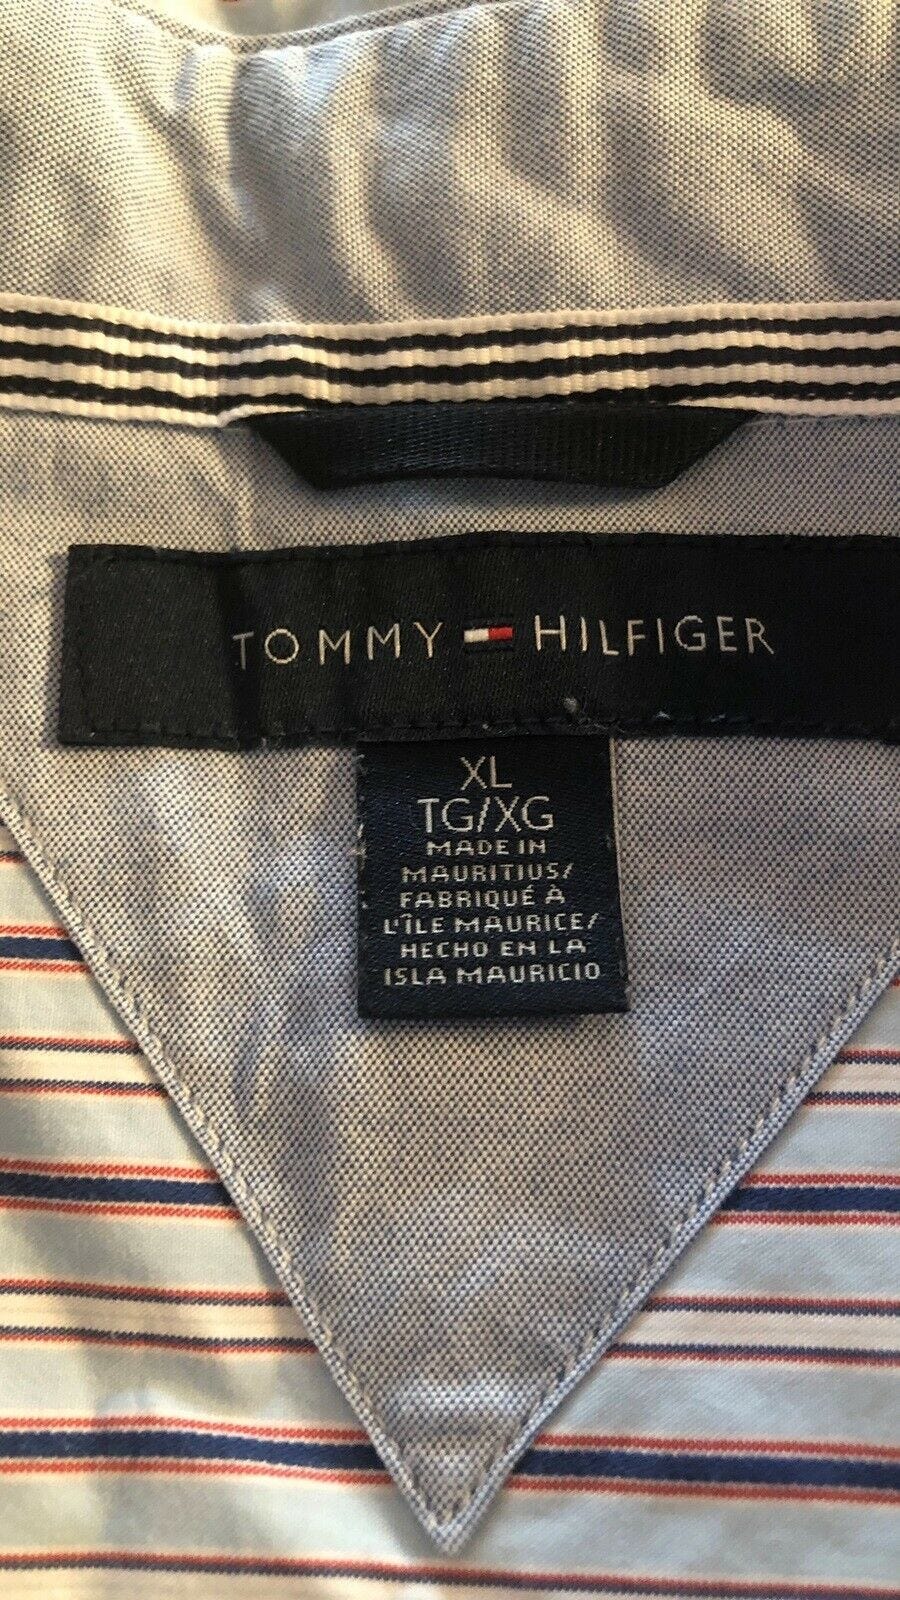 TOMMY HILFIGER
XL
TG/XG
MADE IN
MAURITIUS/
FABRIQUÉ À
L'ÎLE MAURICE/
HECHO EN LA
ISLA MAURICIO